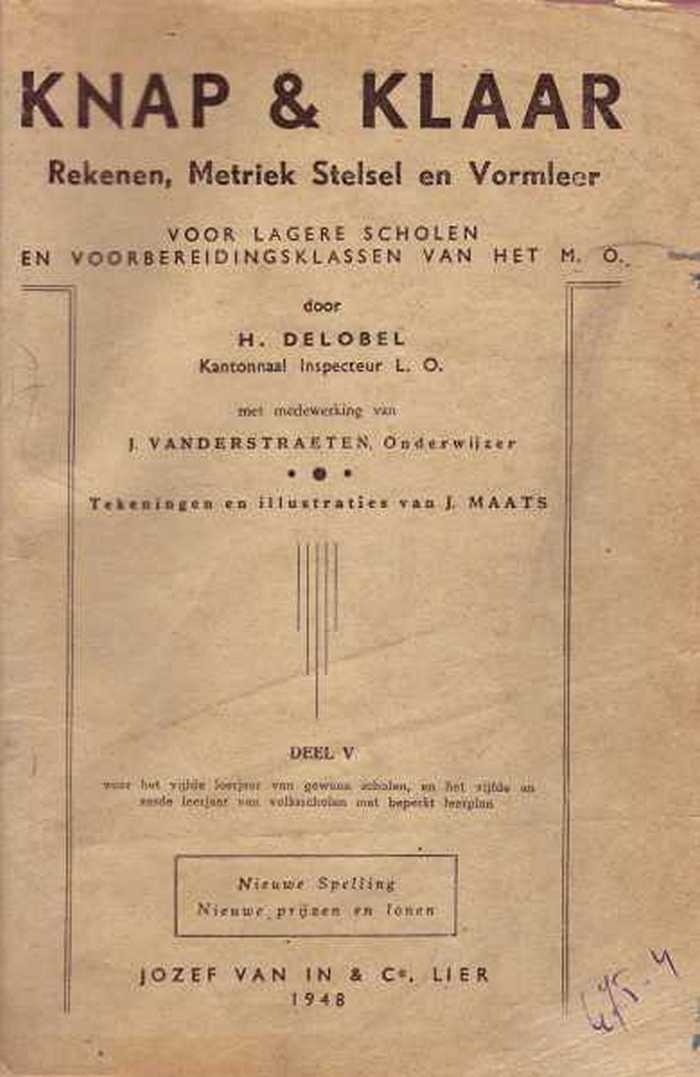 KNAP & KLAAR
Rekenen, Metriek Stelsel en Vormleer
VOOR LAGERE SCHOLEN
EN VOORBEREIDINGSKLASSEN VAN HET M. O.
door
H. DELOBEL
Kantonnaal Inspecteur L. O.
met medewerking van
J. VANDERSTRAETEN, Onderwijzer
Tekeningen en illustraties van J. MAATS
DEEL V
voor het vijfde leerjaar van gewone scholen, en het vijfde en
zesde leerjaar van volksscholen met beperkt leerplan
Nieuwe Spelling
Nieuwe prijzen en lonen
JOZEF VAN IN & Co, LIER
1948